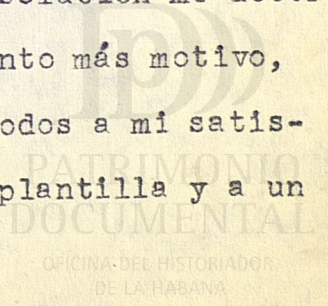 nto más motivo,
odos a mi satis-
plantilla y a un
PATRIMONIO
DOCUMENTAL
OFICINA DEL HISTORIADOR
DE LA HABANA